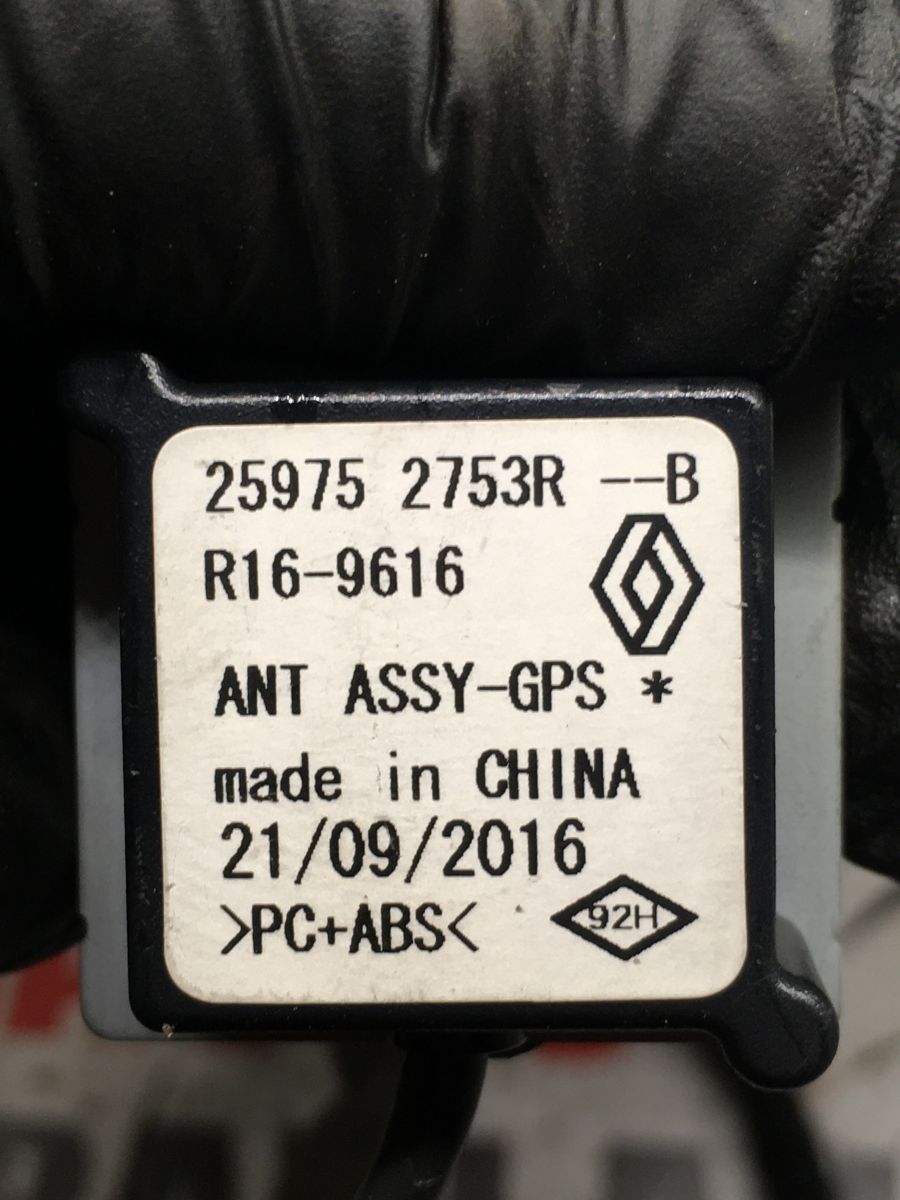 25975 2753R --B
R16-9616
ANT ASSY-GPS *
made in CHINA
21/09/2016
>PC+ABS<
92H